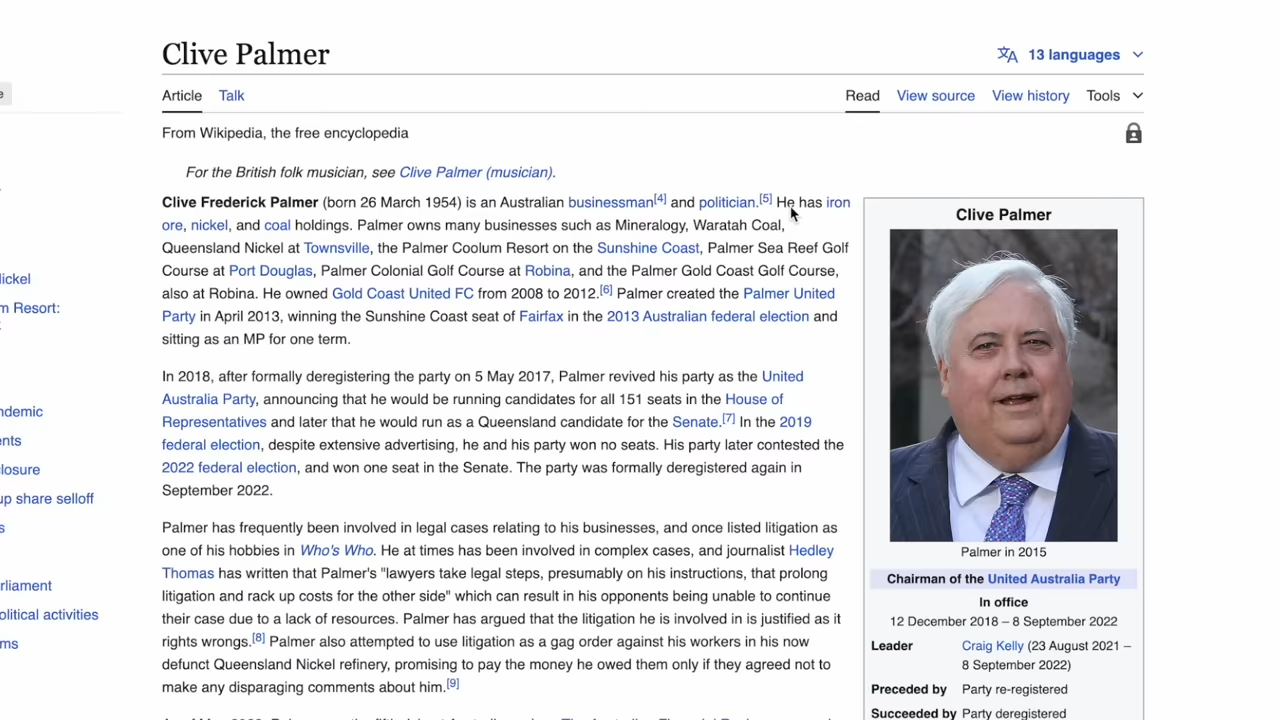 Clive Palmer
13 languages
Article Talk
Read View source View history Tools
From Wikipedia, the free encyclopedia
For the British folk musician, see Clive Palmer (musician).
Clive Frederick Palmer (born 26 March 1954) is an Australian businessman[4] and politician.[5] He has iron
ore, nickel, and coal holdings. Palmer owns many businesses such as Mineralogy, Waratah Coal,
Queensland Nickel at Townsville, the Palmer Coolum Resort on the Sunshine Coast, Palmer Sea Reef Golf
Course at Port Douglas, Palmer Colonial Golf Course at Robina, and the Palmer Gold Coast Golf Course,
also at Robina. He owned Gold Coast United FC from 2008 to 2012.[6] Palmer created the Palmer United
Party in April 2013, winning the Sunshine Coast seat of Fairfax in the 2013 Australian federal election and
sitting as an MP for one term.
In 2018, after formally deregistering the party on 5 May 2017, Palmer revived his party as the United
Australia Party, announcing that he would be running candidates for all 151 seats in the House of
Representatives and later that he would run as a Queensland candidate for the Senate.[7] In the 2019
federal election, despite extensive advertising, he and his party won no seats. His party later contested the
2022 federal election, and won one seat in the Senate. The party was formally deregistered again in
September 2022.
Palmer has frequently been involved in legal cases relating to his businesses, and once listed litigation as
one of his hobbies in Who's Who. He at times has been involved in complex cases, and journalist Hedley
Thomas has written that Palmer's "lawyers take legal steps, presumably on his instructions, that prolong
litigation and rack up costs for the other side" which can result in his opponents being unable to continue
their case due to a lack of resources. Palmer has argued that the litigation he is involved in is justified as it
rights wrongs.[8] Palmer also attempted to use litigation as a gag order against his workers in his now
defunct Queensland Nickel refinery, promising to pay the money he owed them only if they agreed not to
make any disparaging comments about him.[9]
Clive Palmer
Palmer in 2015
Chairman of the United Australia Party
In office
12 December 2018 – 8 September 2022
Leader Craig Kelly (23 August 2021 –
8 September 2022)
Preceded by Party re-registered
Succeeded by Party deregistered
m Resort:
up share selloff